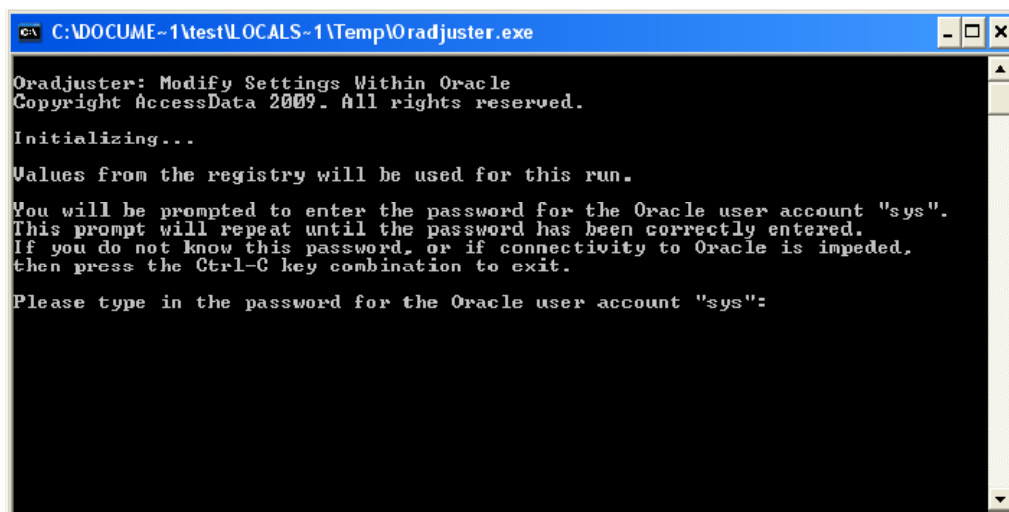 C:\DOCUME~1\test\LOCALS~1\Temp\Oradjuster.exe
Oradjuster: Modify Settings Within Oracle
Copyright AccessData 2009. All rights reserved.
Initializing...
Values from the registry will be used for this run.
You will be prompted to enter the password for the Oracle user account "sys".
This prompt will repeat until the password has been correctly entered.
If you do not know this password, or if connectivity to Oracle is impeded,
then press the Ctrl-C key combination to exit.
Please type in the password for the Oracle user account "sys":